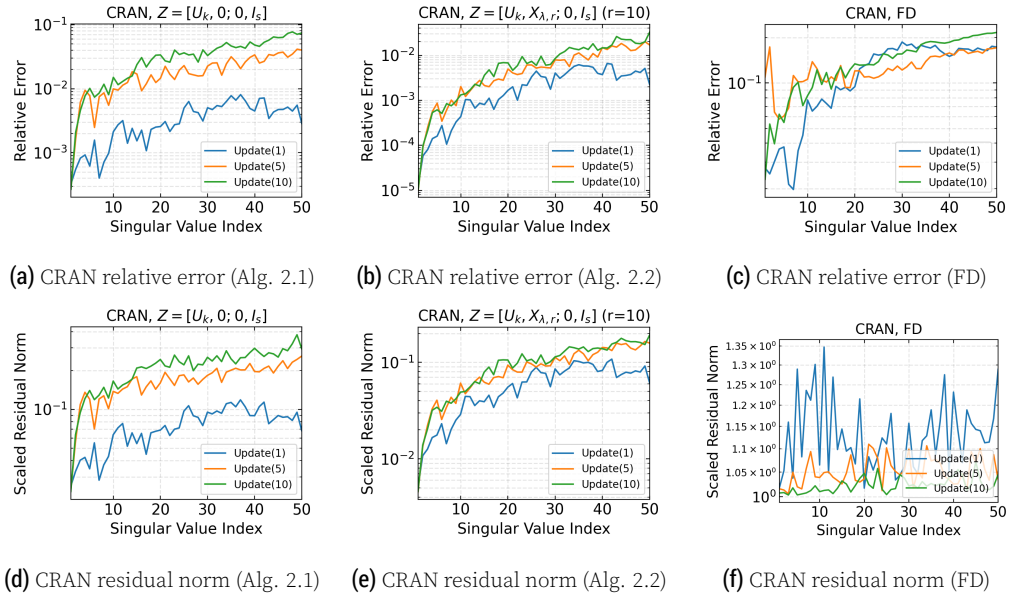 CRAN, Z = [U_k, 0; 0, I_s]
CRAN, Z = [U_k, X_{λ,r}; 0, I_s] (r=10)
CRAN, FD
Relative Error
10^{-1}
10^{-2}
10^{-3}
Update(1)
Update(5)
Update(10)
10 20 30 40 50
Singular Value Index
Relative Error
10^{-2}
10^{-3}
10^{-4}
10^{-5}
Update(1)
Update(5)
Update(10)
10 20 30 40 50
Singular Value Index
Relative Error
10^{-1}
Update(1)
Update(5)
Update(10)
10 20 30 40 50
Singular Value Index
(a) CRAN relative error (Alg. 2.1)
(b) CRAN relative error (Alg. 2.2)
(c) CRAN relative error (FD)
CRAN, Z = [U_k, 0; 0, I_s]
CRAN, Z = [U_k, X_{λ,r}; 0, I_s] (r=10)
CRAN, FD
Scaled Residual Norm
10^{-1}
Update(1)
Update(5)
Update(10)
10 20 30 40 50
Singular Value Index
Scaled Residual Norm
10^{-1}
10^{-2}
Update(1)
Update(5)
Update(10)
10 20 30 40 50
Singular Value Index
Scaled Residual Norm
1.35 × 10^0
1.3 × 10^0
1.25 × 10^0
1.2 × 10^0
1.15 × 10^0
1.1 × 10^0
1.05 × 10^0
10^0
Update(1)
Update(5)
Update(10)
10 20 30 40 50
Singular Value Index
(d) CRAN residual norm (Alg. 2.1)
(e) CRAN residual norm (Alg. 2.2)
(f) CRAN residual norm (FD)